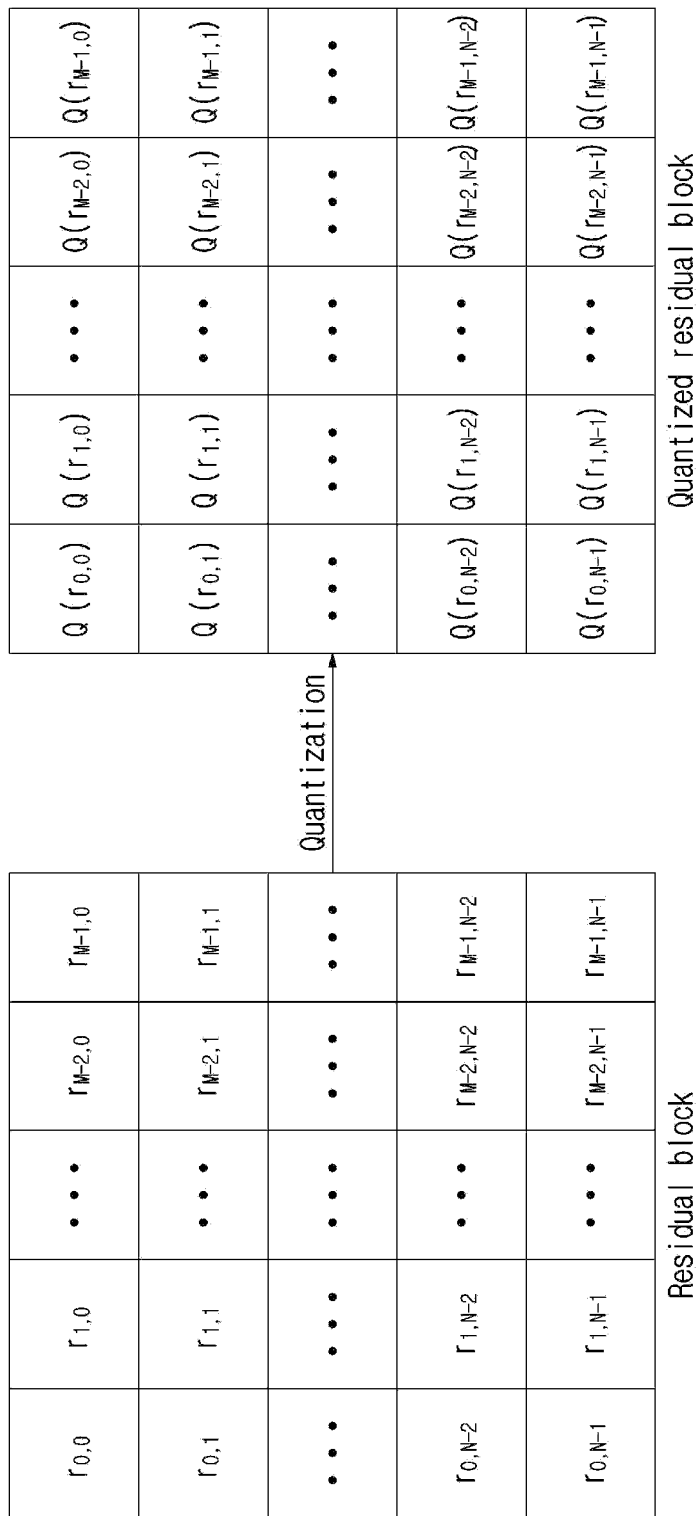 r0,0 r1,0 ••• rM-2,0 rM-1,0
r0,1 r1,1 ••• rM-2,1 rM-1,1
••• ••• ••• ••• •••
r0,N-2 r1,N-2 ••• rM-2,N-2 rM-1,N-2
r0,N-1 r1,N-1 ••• rM-2,N-1 rM-1,N-1
Residual block
Quantization
Q(r0,0) Q(r1,0) ••• Q(rM-2,0) Q(rM-1,0)
Q(r0,1) Q(r1,1) ••• Q(rM-2,1) Q(rM-1,1)
••• ••• ••• ••• •••
Q(r0,N-2) Q(r1,N-2) ••• Q(rM-2,N-2) Q(rM-1,N-2)
Q(r0,N-1) Q(r1,N-1) ••• Q(rM-2,N-1) Q(rM-1,N-1)
Quantized residual block